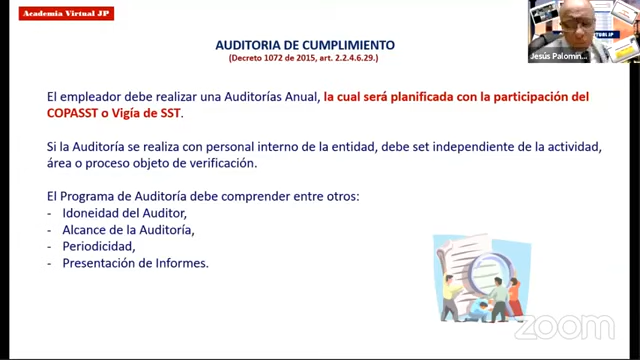 Academia Virtual JP
AUDITORIA DE CUMPLIMIENTO
(Decreto 1072 de 2015, art. 2.2.4.6.29.)
El empleador debe realizar una Auditorías Anual, la cual será planificada con la participación del
COPASST o Vigía de SST.
Si la Auditoría se realiza con personal interno de la entidad, debe set independiente de la actividad,
área o proceso objeto de verificación.
El Programa de Auditoría debe comprender entre otros:
- Idoneidad del Auditor,
- Alcance de la Auditoría,
- Periodicidad,
- Presentación de Informes.
Jesús Palomin...
zoom